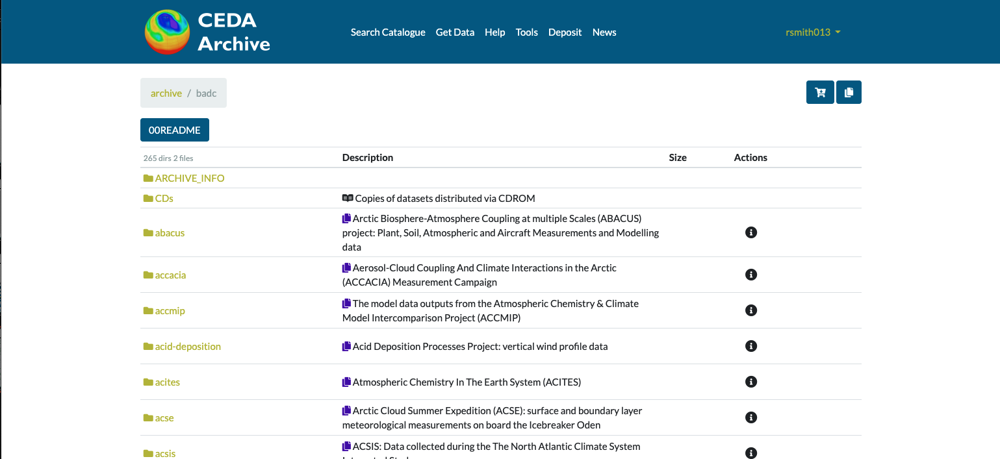 CEDA
Archive
Search Catalogue Get Data Help Tools Deposit News
rsmith013
archive / badc
00README
265 dirs 2 files Description Size Actions
ARCHIVE_INFO
CDs Copies of datasets distributed via CDROM
Arctic Biosphere-Atmosphere Coupling at multiple Scales (ABACUS)
abacus project: Plant, Soil, Atmospheric and Aircraft Measurements and Modelling
data
Aerosol-Cloud Coupling And Climate Interactions in the Arctic
accacia
(ACCACIA) Measurement Campaign
The model data outputs from the Atmospheric Chemistry & Climate
accmip
Model Intercomparison Project (ACCMIP)
acid-deposition Acid Deposition Processes Project: vertical wind profile data
acites Atmospheric Chemistry In The Earth System (ACITES)
Arctic Cloud Summer Expedition (ACSE): surface and boundary layer
acse
meteorological measurements on board the Icebreaker Oden
ACSIS: Data collected during the The North Atlantic Climate System
acsis